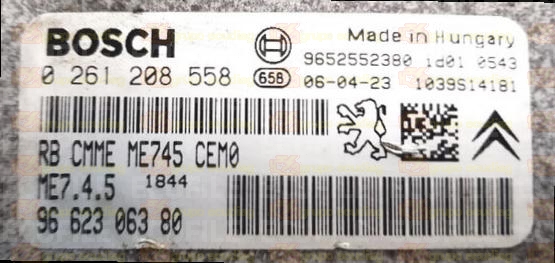 BOSCH
Made in Hungary
9652552380 1d01 0543
0 261 208 558
658 06-04-23 1039S14181
RB CMME ME745 CEM0
ME7.4.5 1844
96 623 063 80